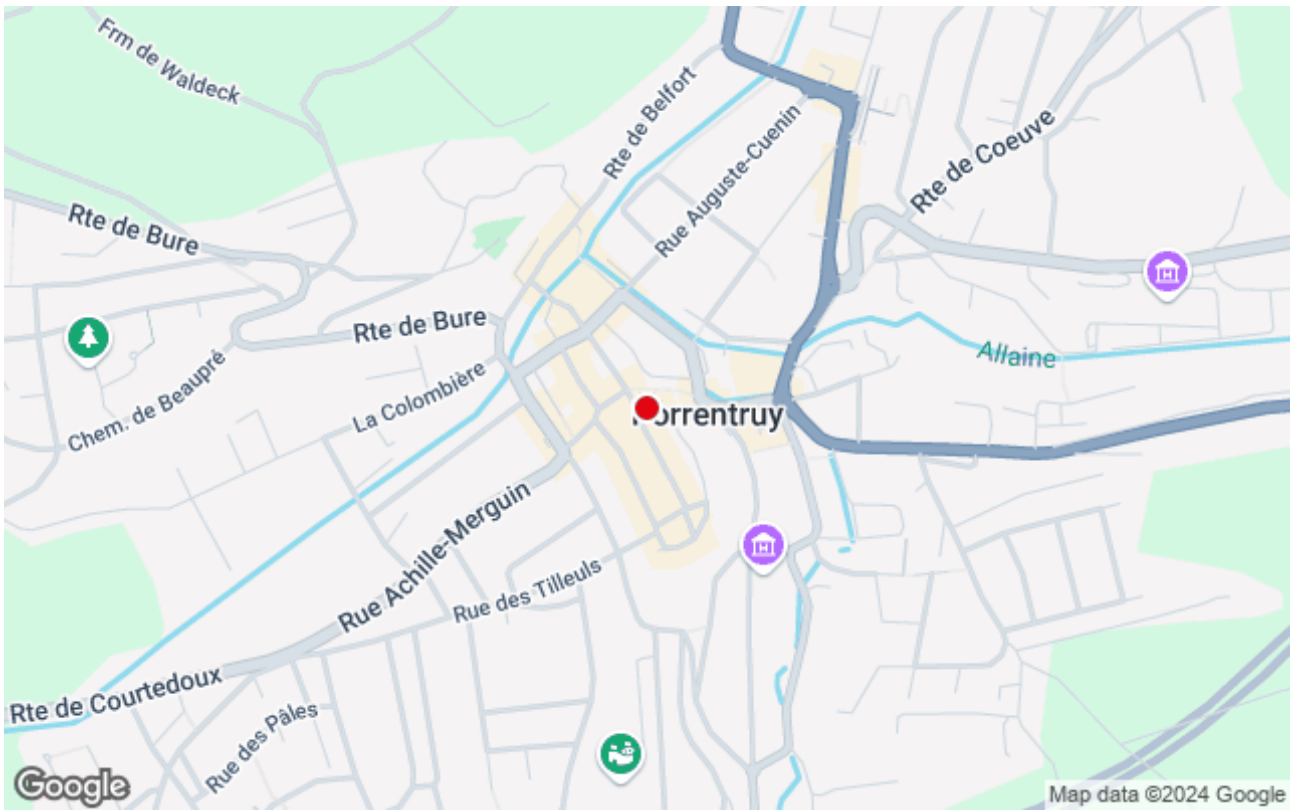 Frm de Waldeck
Rte de Belfort
Rue Auguste-Cuenin
Rte de Coeuve
Rte de Bure
Rte de Bure
Allaine
Chem. de Beaupré
La Colombière
Porrentruy
Rue Achille-Merguin
Rue des Tilleuls
Rte de Courtedoux
Rue des Pâles
Google
Map data ©2024 Google